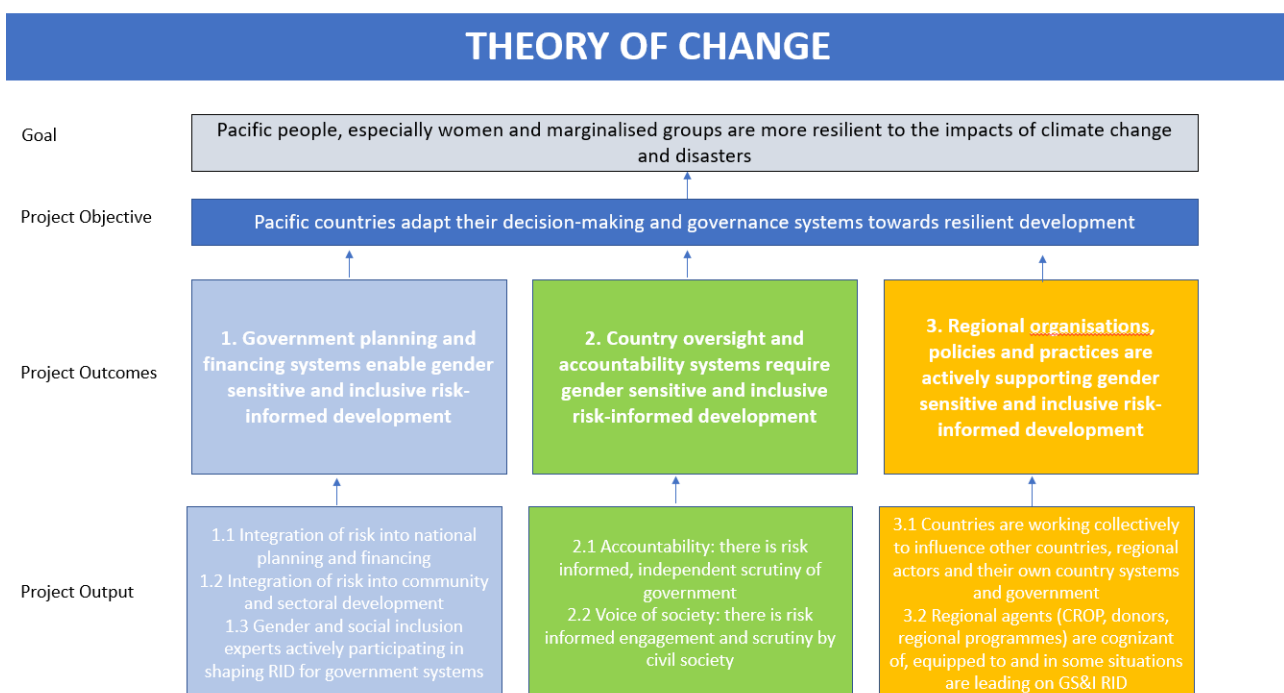 THEORY OF CHANGE
Goal
Pacific people, especially women and marginalised groups are more resilient to the impacts of climate change
and disasters
Project Objective
Pacific countries adapt their decision-making and governance systems towards resilient development
Project Outcomes
1. Government planning and
financing systems enable gender
sensitive and inclusive risk-
informed development
2. Country oversight and
accountability systems require
gender sensitive and inclusive
risk-informed development
3. Regional organisations,
policies and practices are
actively supporting gender
sensitive and inclusive risk-
informed development
Project Output
1.1 Integration of risk into national
planning and financing
1.2 Integration of risk into community
and sectoral development
1.3 Gender and social inclusion
experts actively participating in
shaping RID for government systems
2.1 Accountability: there is risk
informed, independent scrutiny of
government
2.2 Voice of society: there is risk
informed engagement and scrutiny by
civil society
3.1 Countries are working collectively
to influence other countries, regional
actors and their own country systems
and government
3.2 Regional agents (CROP, donors,
regional programmes) are cognizant
of, equipped to and in some situations
are leading on GS&I RID